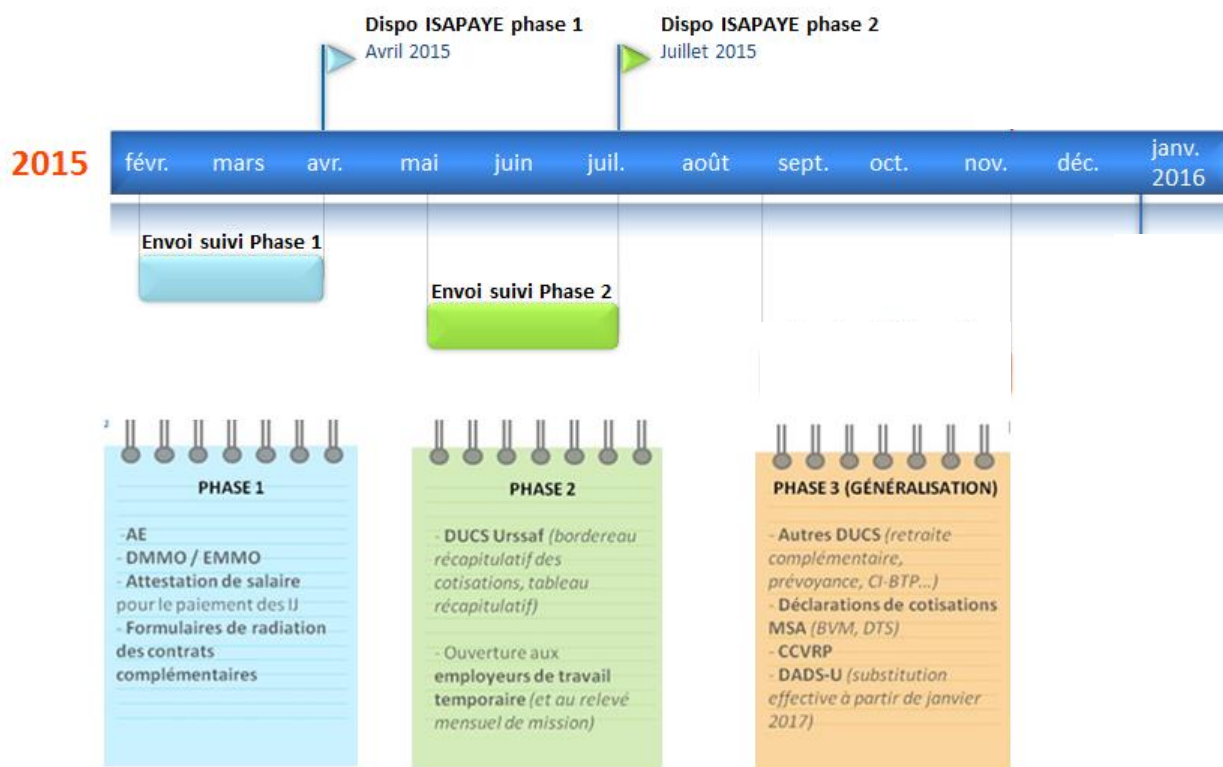 Dispo ISAPAYE phase 1
Avril 2015
Dispo ISAPAYE phase 2
Juillet 2015
2015
févr.
mars
avr.
mai
juin
juil.
août
sept.
oct.
nov.
déc.
janv.
2016
Envoi suivi Phase 1
Envoi suivi Phase 2
PHASE 1
-AE
- DMMO / EMMO
- Attestation de salaire
pour le paiement des IJ
- Formulaires de radiation
des contrats
complémentaires
PHASE 2
- DUCS Urssaf (bordereau
récapitulatif des
cotisations, tableau
récapitulatif)
- Ouverture aux
employeurs de travail
temporaire (et au relevé
mensuel de mission)
PHASE 3 (GÉNÉRALISATION)
- Autres DUCS (retraite
complémentaire,
prévoyance, CI-BTP...)
- Déclarations de cotisations
MSA (BVM, DTS)
- CCVRP
- DADS-U (substitution
effective à partir de janvier
2017)